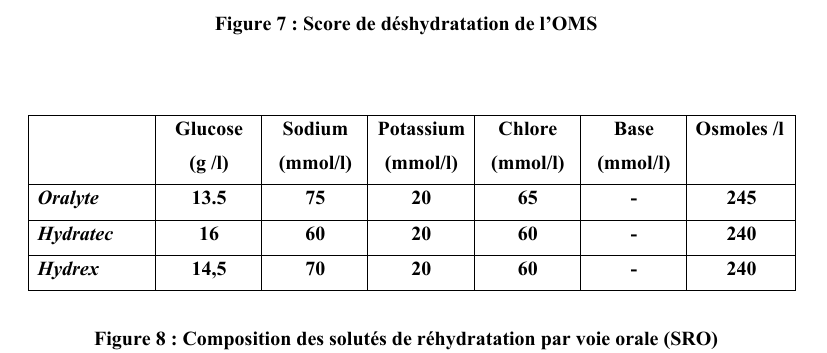 Figure 7 : Score de déshydratation de l’OMS
Glucose (g /l) Sodium (mmol/l) Potassium (mmol/l) Chlore (mmol/l) Base (mmol/l) Osmoles /l
Oralyte 13.5 75 20 65 - 245
Hydratec 16 60 20 60 - 240
Hydrex 14,5 70 20 60 - 240
Figure 8 : Composition des solutés de réhydratation par voie orale (SRO)